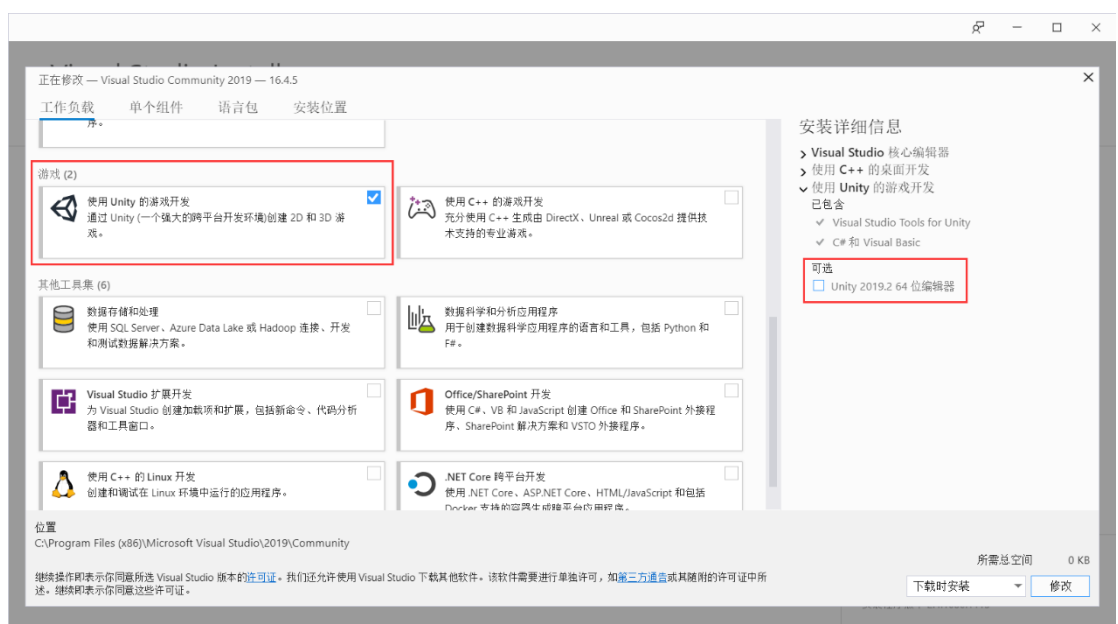 正在修改 — Visual Studio Community 2019 — 16.4.5
工作负载 单个组件 语言包 安装位置
序。
游戏 (2)
使用 Unity 的游戏开发
通过 Unity (一个强大的跨平台开发环境)创建 2D 和 3D 游
戏。
使用 C++ 的游戏开发
充分使用 C++ 生成由 DirectX、Unreal 或 Cocos2d 提供技
术支持的专业游戏。
其他工具集 (6)
数据存储和处理
使用 SQL Server、Azure Data Lake 或 Hadoop 连接、开发
和测试数据解决方案。
数据科学和分析应用程序
用于创建数据科学应用程序的语言和工具，包括 Python 和
F#。
Visual Studio 扩展开发
为 Visual Studio 创建加载项和扩展，包括新命令、代码分析
器和工具窗口。
Office/SharePoint 开发
使用 C#、VB 和 JavaScript 创建 Office 和 SharePoint 外接程
序、SharePoint 解决方案和 VSTO 外接程序。
使用 C++ 的 Linux 开发
创建和调试在 Linux 环境中运行的应用程序。
.NET Core 跨平台开发
使用 .NET Core、ASP.NET Core、HTML/JavaScript 和包括
Docker 支持的容器生成跨平台应用程序。
安装详细信息
Visual Studio 核心编辑器
使用 C++ 的桌面开发
使用 Unity 的游戏开发
已包含
Visual Studio Tools for Unity
C# 和 Visual Basic
可选
Unity 2019.2 64 位编辑器
位置
C:\Program Files (x86)\Microsoft Visual Studio\2019\Community
继续操作即表示你同意所选 Visual Studio 版本的许可证。我们还允许使用 Visual Studio 下载其他软件。该软件需要进行单独许可，如第三方通告或其随附的许可证中所
述。继续即表示你同意这些许可证。
所需总空间 0 KB
下载时安装 修改